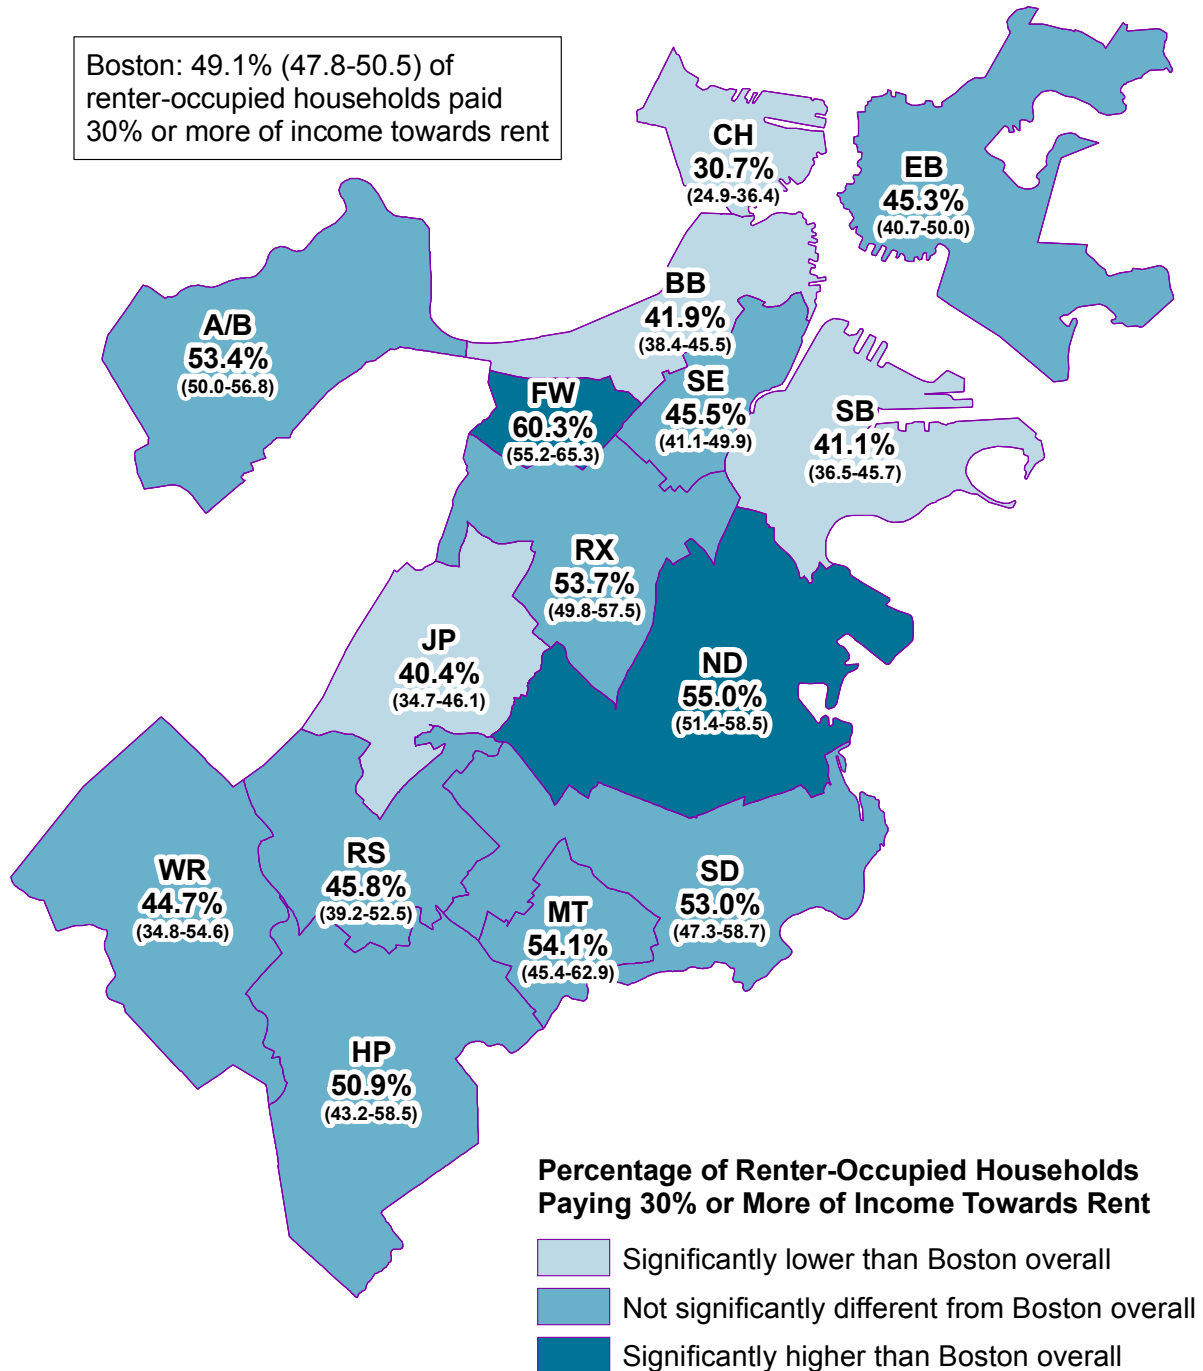 Boston: 49.1% (47.8-50.5) of
renter-occupied households paid
30% or more of income towards rent
CH
30.7%
(24.9-36.4)
EB
45.3%
(40.7-50.0)
BB
41.9%
(38.4-45.5)
A/B
53.4%
(50.0-56.8)
SE
45.5%
(41.1-49.9)
FW
60.3%
(55.2-65.3)
SB
41.1%
(36.5-45.7)
RX
53.7%
(49.8-57.5)
JP
40.4%
(34.7-46.1)
ND
55.0%
(51.4-58.5)
RS
45.8%
(39.2-52.5)
WR
44.7%
(34.8-54.6)
SD
53.0%
(47.3-58.7)
MT
54.1%
(45.4-62.9)
HP
50.9%
(43.2-58.5)
Percentage of Renter-Occupied Households
Paying 30% or More of Income Towards Rent
Significantly lower than Boston overall
Not significantly different from Boston overall
Significantly higher than Boston overall